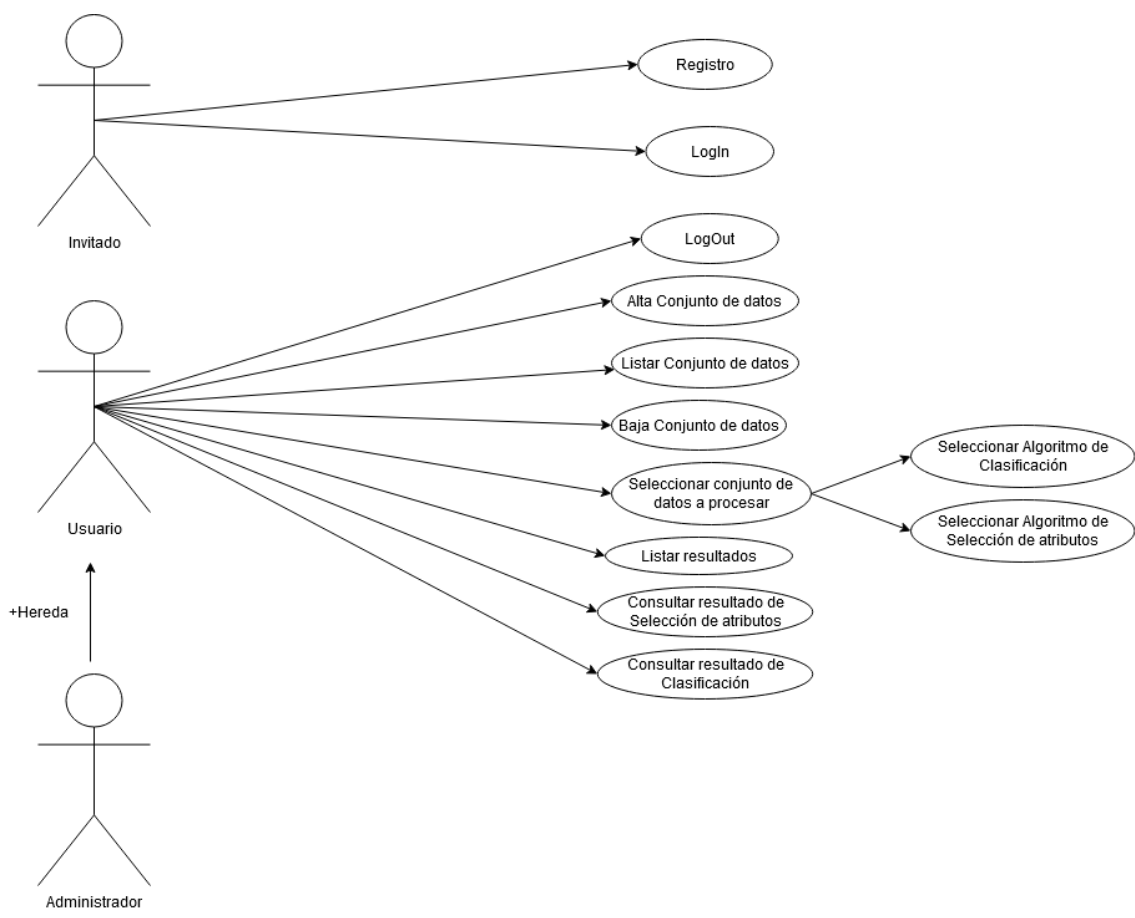 Registro
LogIn
Invitado
LogOut
Alta Conjunto de datos
Listar Conjunto de datos
Baja Conjunto de datos
Seleccionar conjunto de
datos a procesar
Seleccionar Algoritmo de
Clasificación
Seleccionar Algoritmo de
Selección de atributos
Usuario
Listar resultados
Consultar resultado de
Selección de atributos
Consultar resultado de
Clasificación
+Hereda
Administrador